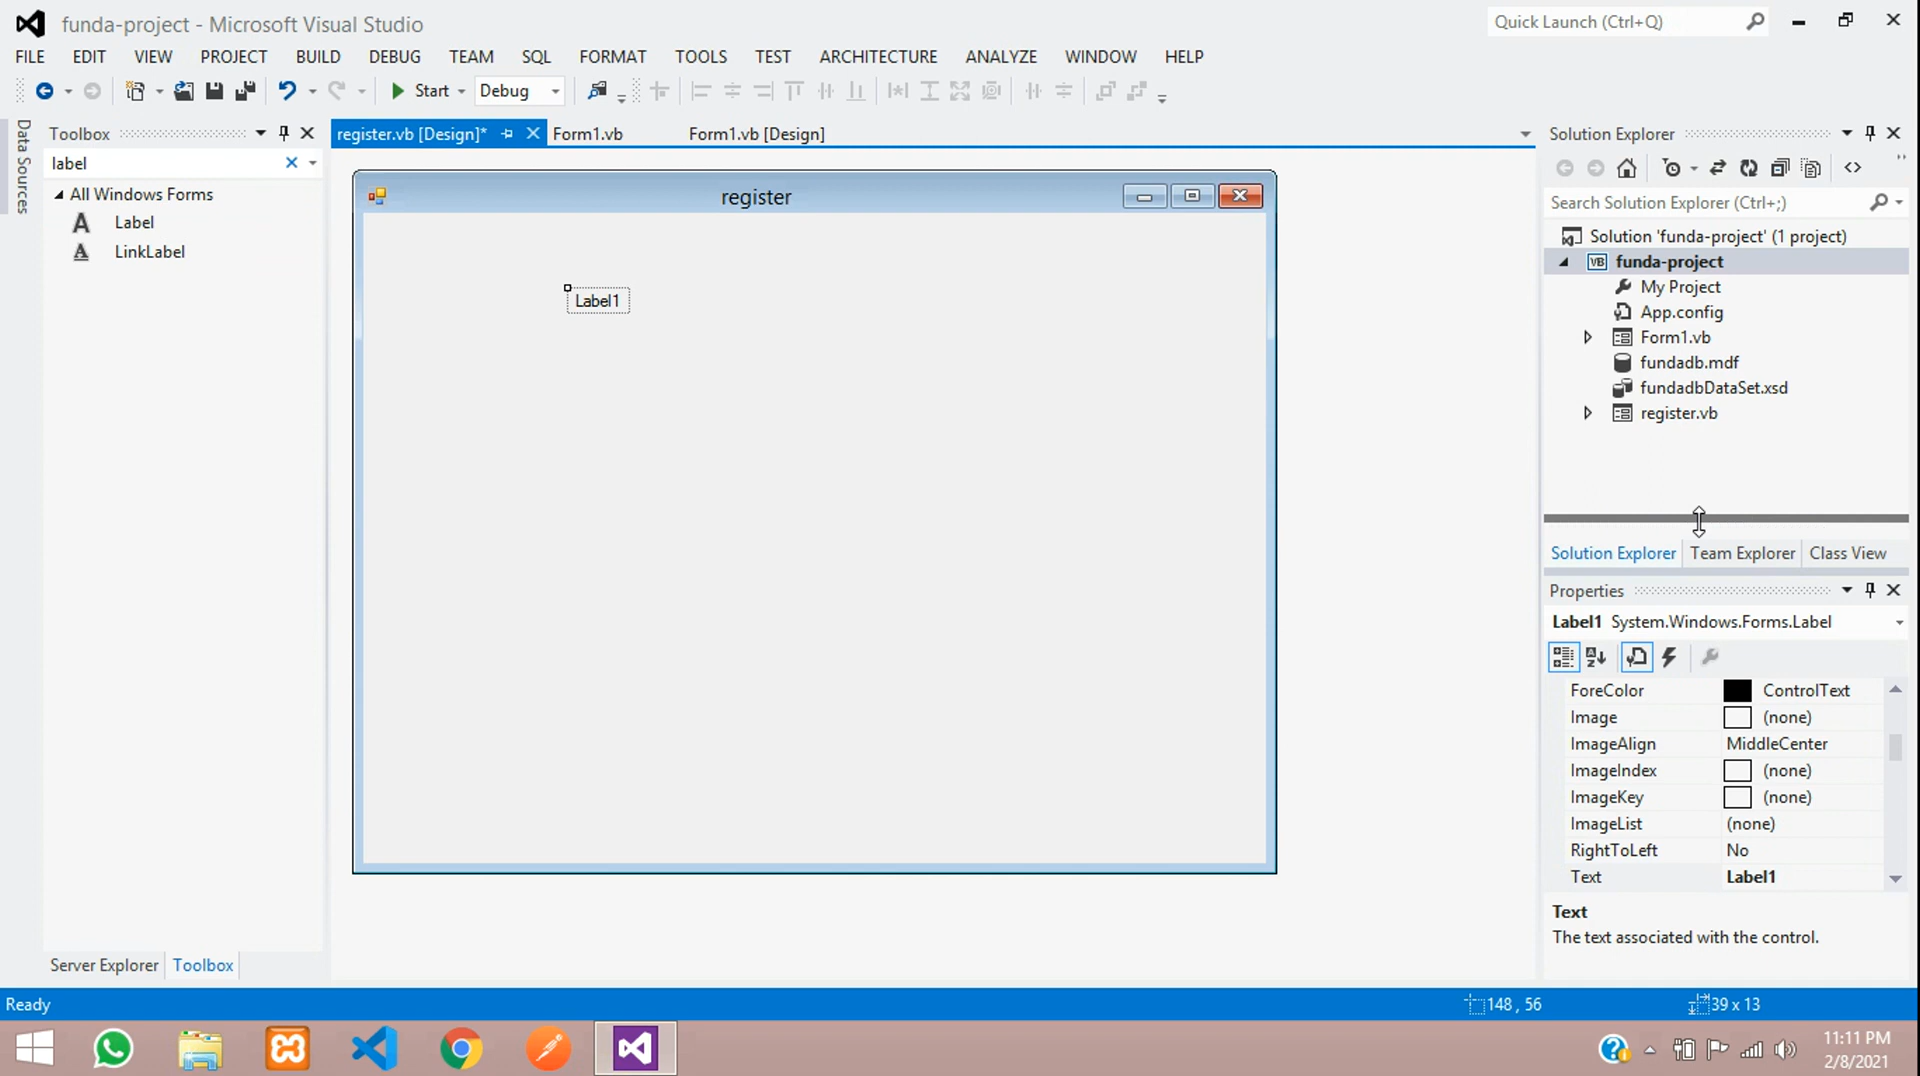 funda-project - Microsoft Visual Studio
Quick Launch (Ctrl+Q)
FILE EDIT VIEW PROJECT BUILD DEBUG TEAM SQL FORMAT TOOLS TEST ARCHITECTURE ANALYZE WINDOW HELP
Start Debug
Data Sources
Toolbox
label
All Windows Forms
A Label
A LinkLabel
Server Explorer Toolbox
register.vb [Design]* Form1.vb Form1.vb [Design]
register
Label1
Solution Explorer
Search Solution Explorer (Ctrl+;)
Solution 'funda-project' (1 project)
VB funda-project
My Project
App.config
Form1.vb
fundadb.mdf
fundadbDataSet.xsd
register.vb
Solution Explorer Team Explorer Class View
Properties
Label1 System.Windows.Forms.Label
ForeColor ControlText
Image (none)
ImageAlign MiddleCenter
ImageIndex (none)
ImageKey (none)
ImageList (none)
RightToLeft No
Text Label1
Text
The text associated with the control.
Ready 148 , 56 39 x 13
11:11 PM
2/8/2021